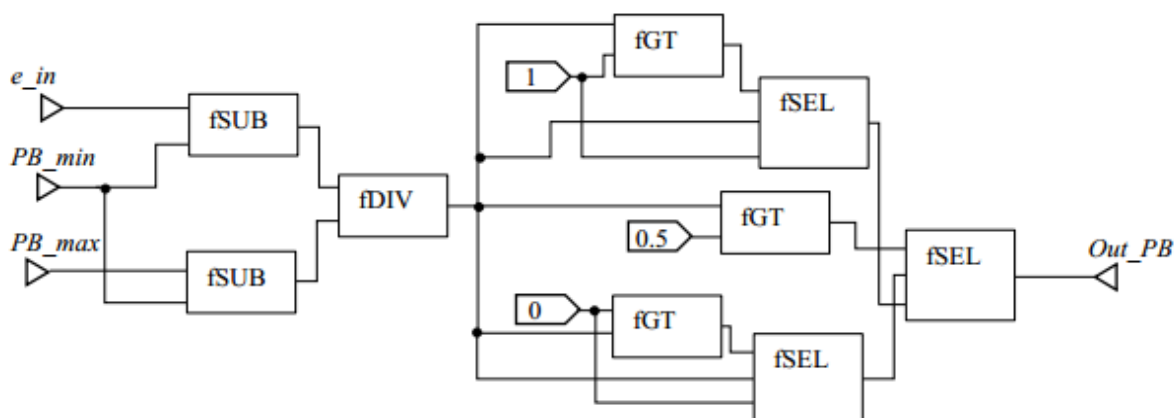 e_in
PB_min
PB_max
fSUB
fSUB
fDIV
1
fGT
fSEL
0.5
fGT
0
fGT
fSEL
fSEL
Out_PB